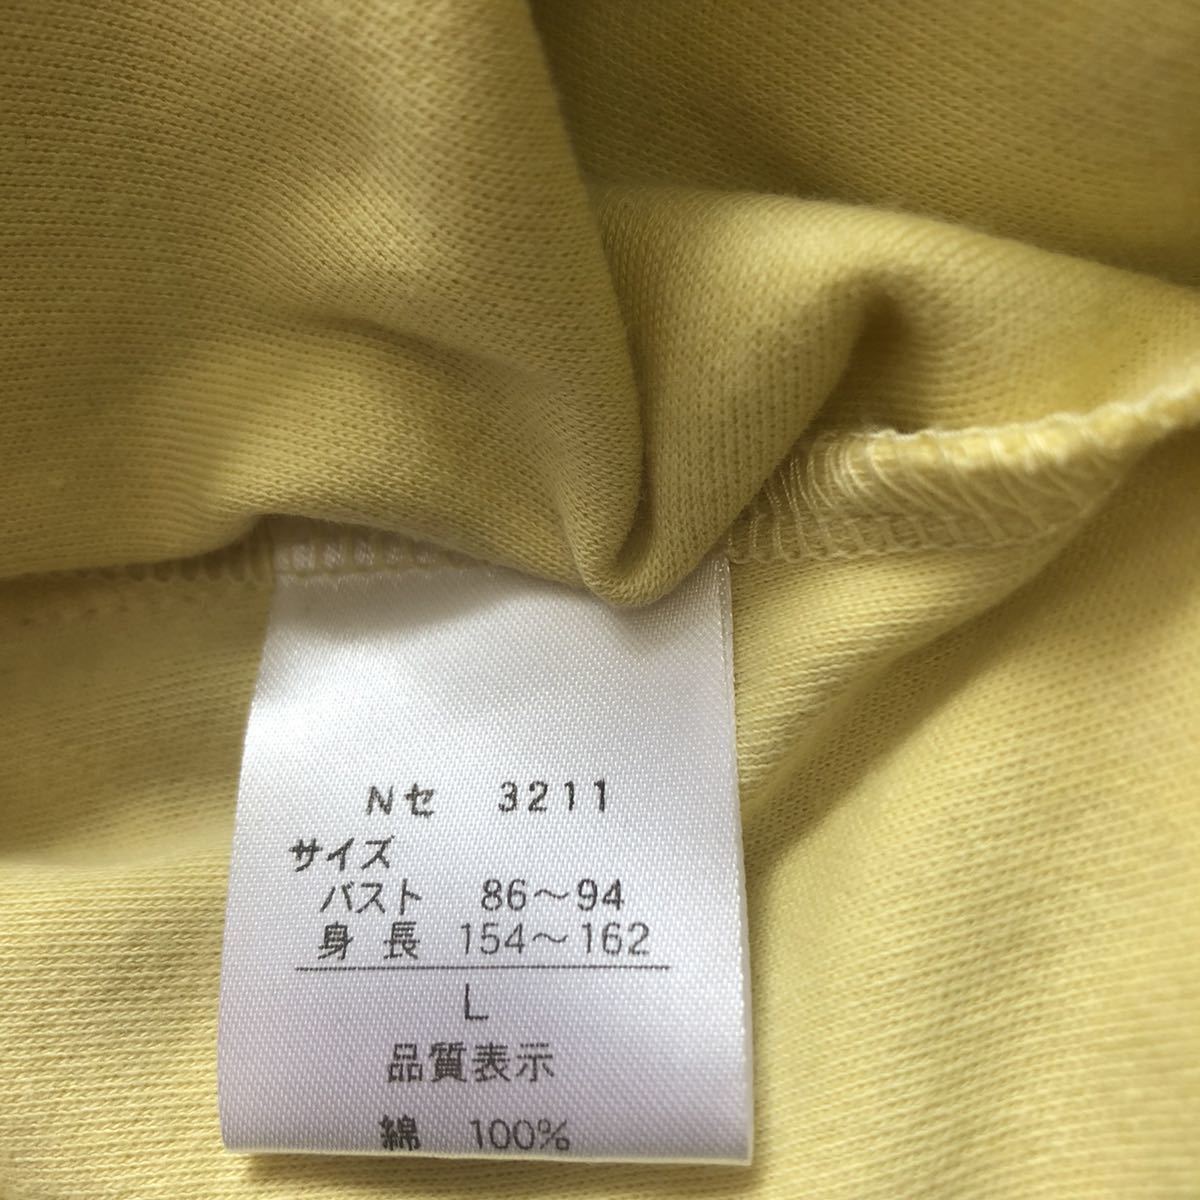 Nセ 3211
サイズ
バスト 86～94
身長 154～162
L
品質表示
綿 100%